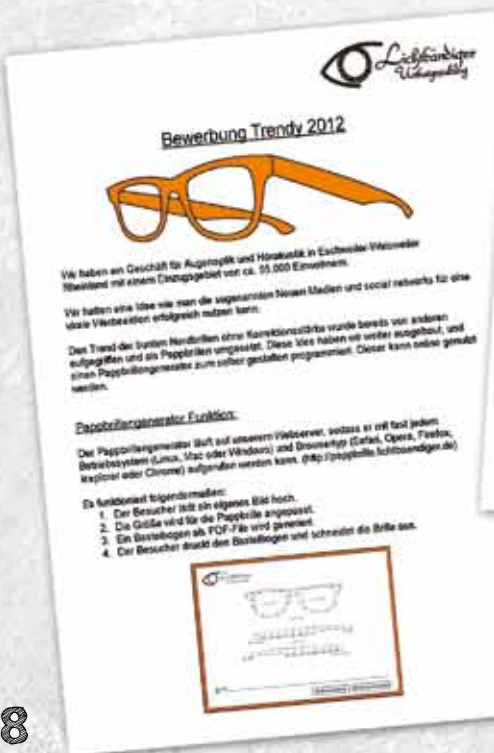 Lichtbändiger
Bewerbung Trendy 2012
Wir haben ein Geschäft für Augenoptik und Hörakustik in Eschweiler-Weisweiler
Rheinland mit einem Einzugsgebiet von ca. 55.000 Einwohnern.
Wir hatten eine Idee wie man die sogenannten Neuen Medien und social networks für eine
virale Werbeaktion erfolgreich nutzen kann.
Den Trend der bunten Nerdbrillen ohne Korrektionsstärke wurde bereits von anderen
aufgegriffen und als Pappbrillen umgesetzt. Diese Idee haben wir weiter ausgebaut, und
einen Pappbrillengenerator zum selber gestalten programmiert. Dieser kann online genutzt
werden.
Pappbrillengenerator Funktion:
Der Pappbrillengenerator läuft auf unserem Webserver, sodass er mit fast jedem
Betriebssystem (Linux, Mac oder Windows) und Browsertyp (Safari, Opera, Firefox,
Iexplorer oder Chrome) aufgerufen werden kann. (http://pappbrille.lichtbaendiger.de)
Es funktioniert folgendermaßen:
1. Der Besucher lädt ein eigenes Bild hoch.
2. Die Größe wird für die Pappbrille angepasst.
3. Ein Bastelbogen als PDF-File wird generiert.
4. Der Besucher druckt den Bastelbogen und schneidet die Brille aus.
8